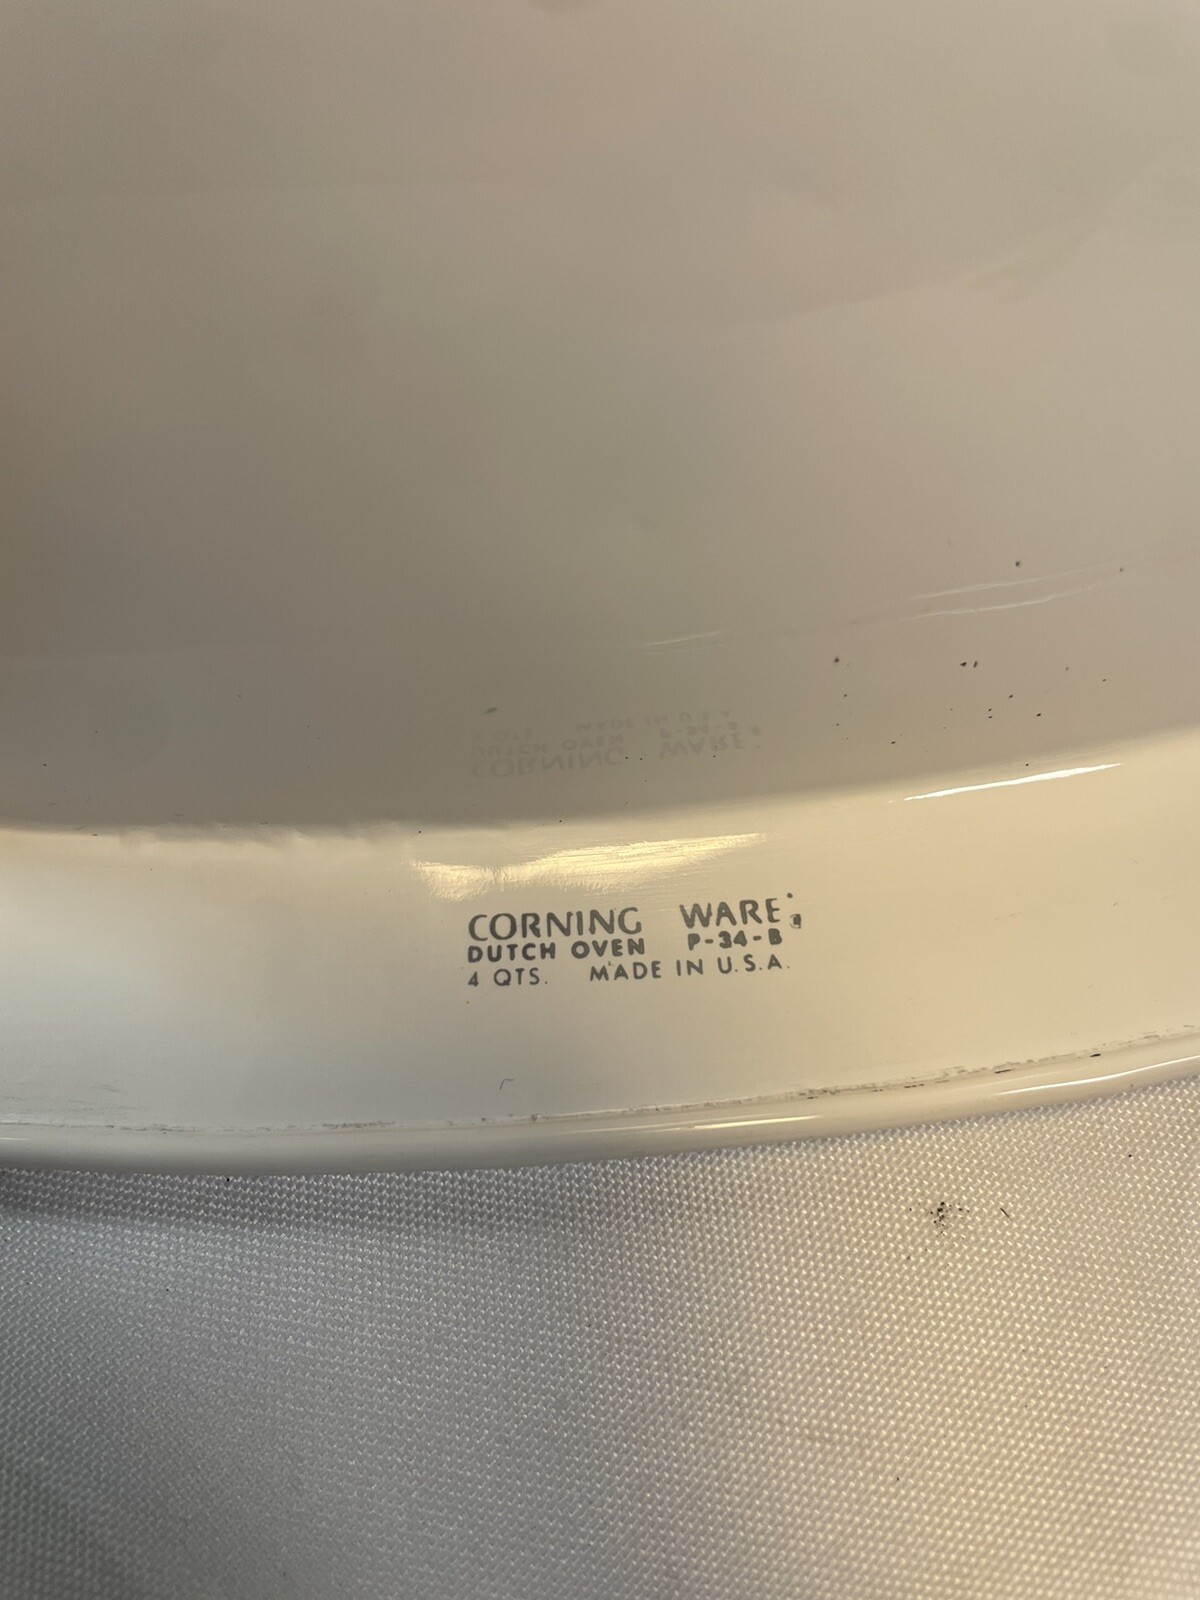 CORNING WARE
DUTCH OVEN P-34-B
4 QTS. MADE IN U.S.A.